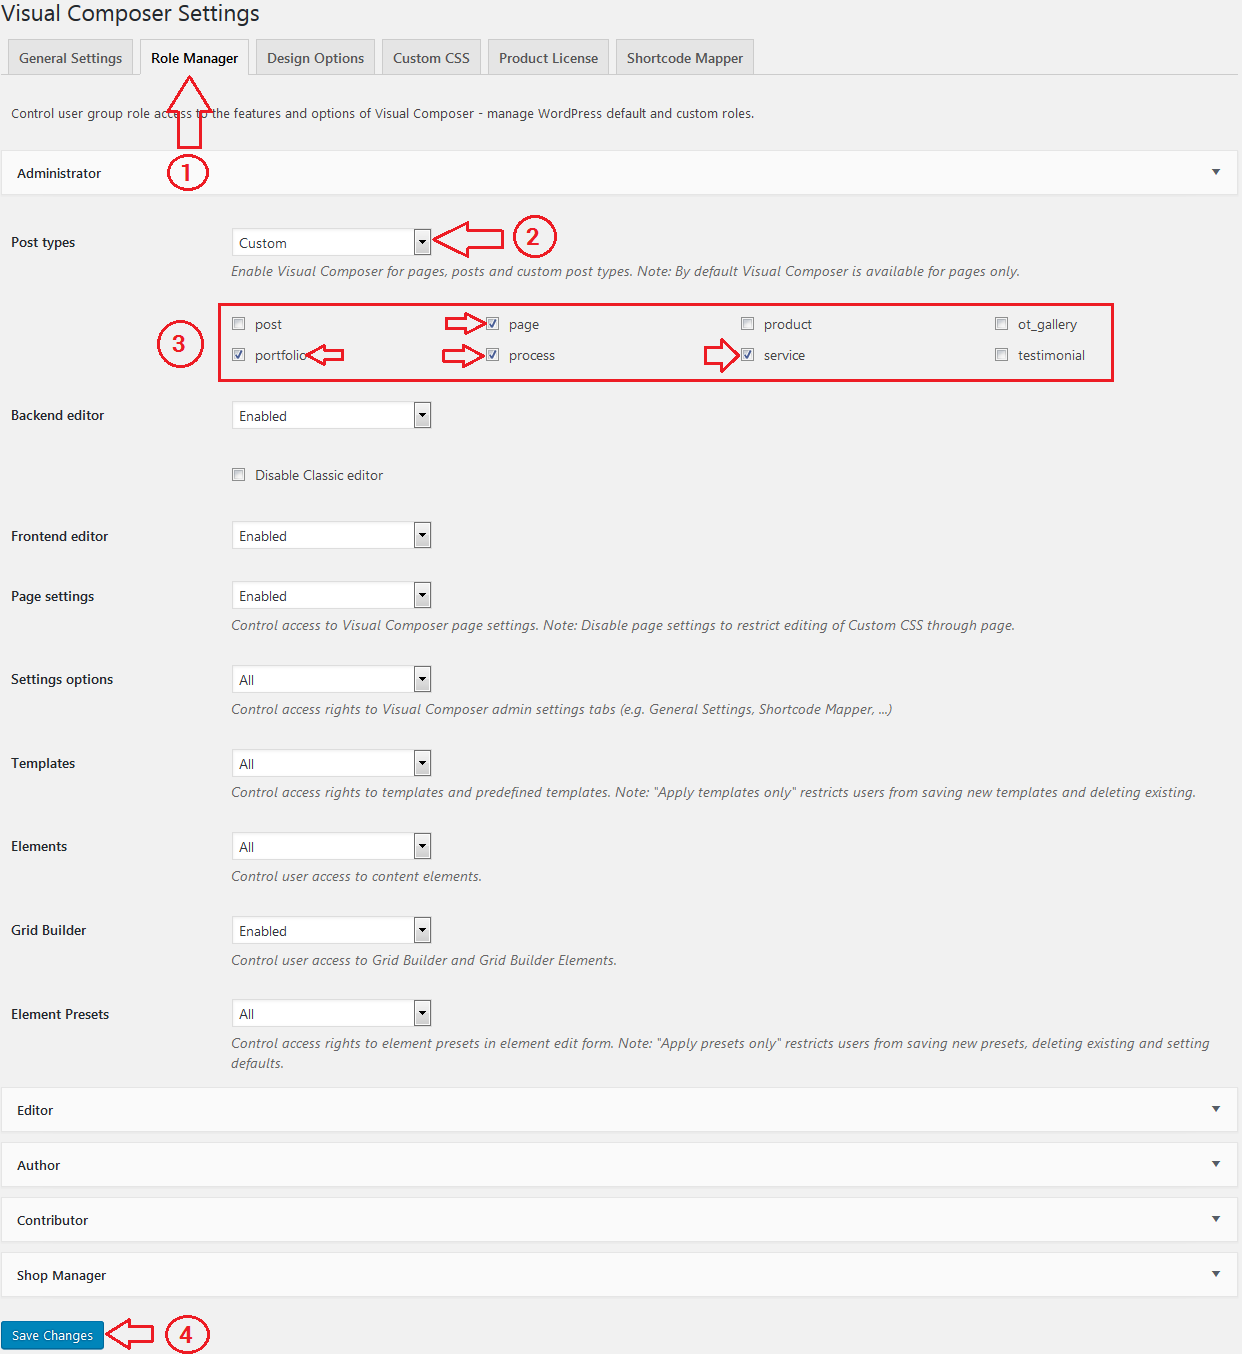 Visual Composer Settings
General Settings
Role Manager
Design Options
Custom CSS
Product License
Shortcode Mapper
Control user group role access to the features and options of Visual Composer - manage WordPress default and custom roles.
1
Administrator
Post types
Custom
2
Enable Visual Composer for pages, posts and custom post types. Note: By default Visual Composer is available for pages only.
3
post
page
product
ot_gallery
portfolio
process
service
testimonial
Backend editor
Enabled
Disable Classic editor
Frontend editor
Enabled
Page settings
Enabled
Control access to Visual Composer page settings. Note: Disable page settings to restrict editing of Custom CSS through page.
Settings options
All
Control access rights to Visual Composer admin settings tabs (e.g. General Settings, Shortcode Mapper, ...)
Templates
All
Control access rights to templates and predefined templates. Note: "Apply templates only" restricts users from saving new templates and deleting existing.
Elements
All
Control user access to content elements.
Grid Builder
Enabled
Control user access to Grid Builder and Grid Builder Elements.
Element Presets
All
Control access rights to element presets in element edit form. Note: "Apply presets only" restricts users from saving new presets, deleting existing and setting
defaults.
Editor
Author
Contributor
Shop Manager
Save Changes
4